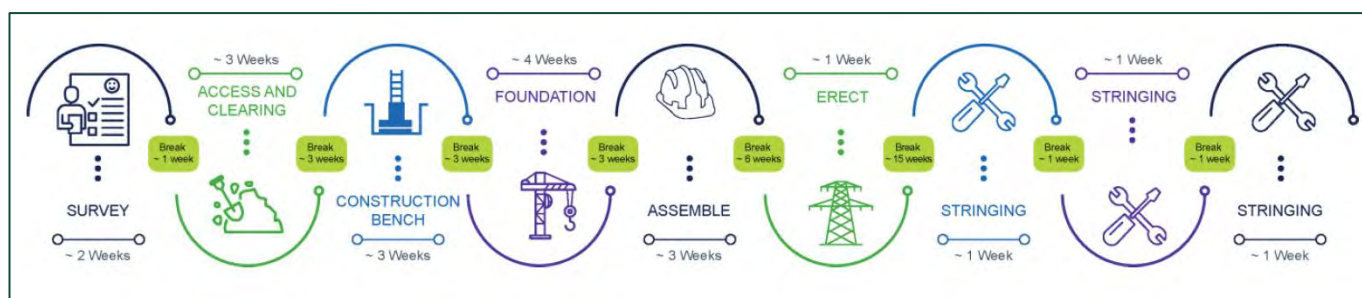 ~ 3 Weeks
~ 4 Weeks
~ 1 Week
~ 1 Week
ACCESS AND
CLEARING
FOUNDATION
ERECT
STRINGING
Break
~ 1 week
Break
~ 3 weeks
Break
~ 3 weeks
Break
~ 3 weeks
Break
~ 6 weeks
Break
~ 15 weeks
Break
~ 1 week
Break
~ 1 week
SURVEY
CONSTRUCTION
BENCH
ASSEMBLE
STRINGING
STRINGING
~ 2 Weeks
~ 3 Weeks
~ 3 Weeks
~ 1 Week
~ 1 Week